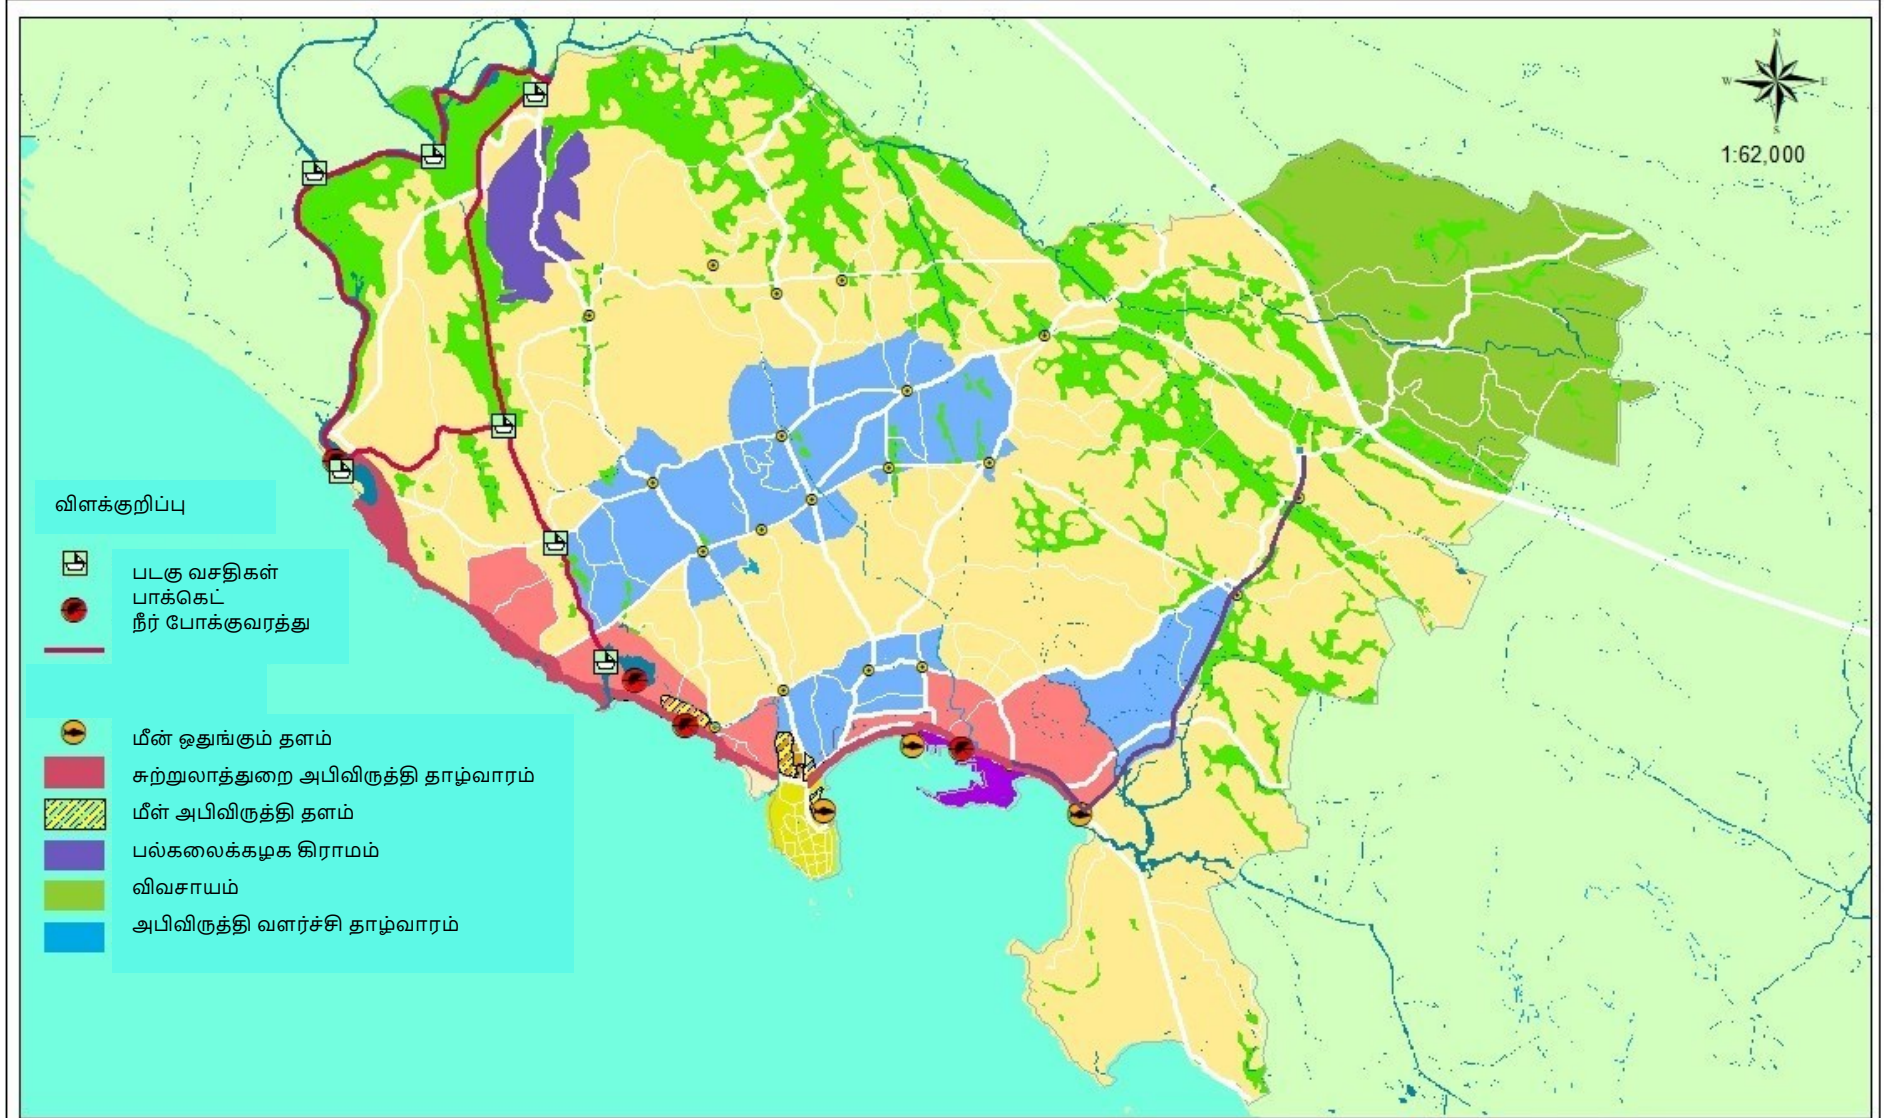 N
W E
S
1:62,000
விளக்குறிப்பு
படகு வசதிகள்
பாக்கெட்
நீர் போக்குவரத்து
மீன் ஒதுங்கும் தளம்
சுற்றுலாத்துறை அபிவிருத்தி தாழ்வாரம்
மீள் அபிவிருத்தி தளம்
பல்கலைக்கழக கிராமம்
விவசாயம்
அபிவிருத்தி வளர்ச்சி தாழ்வாரம்